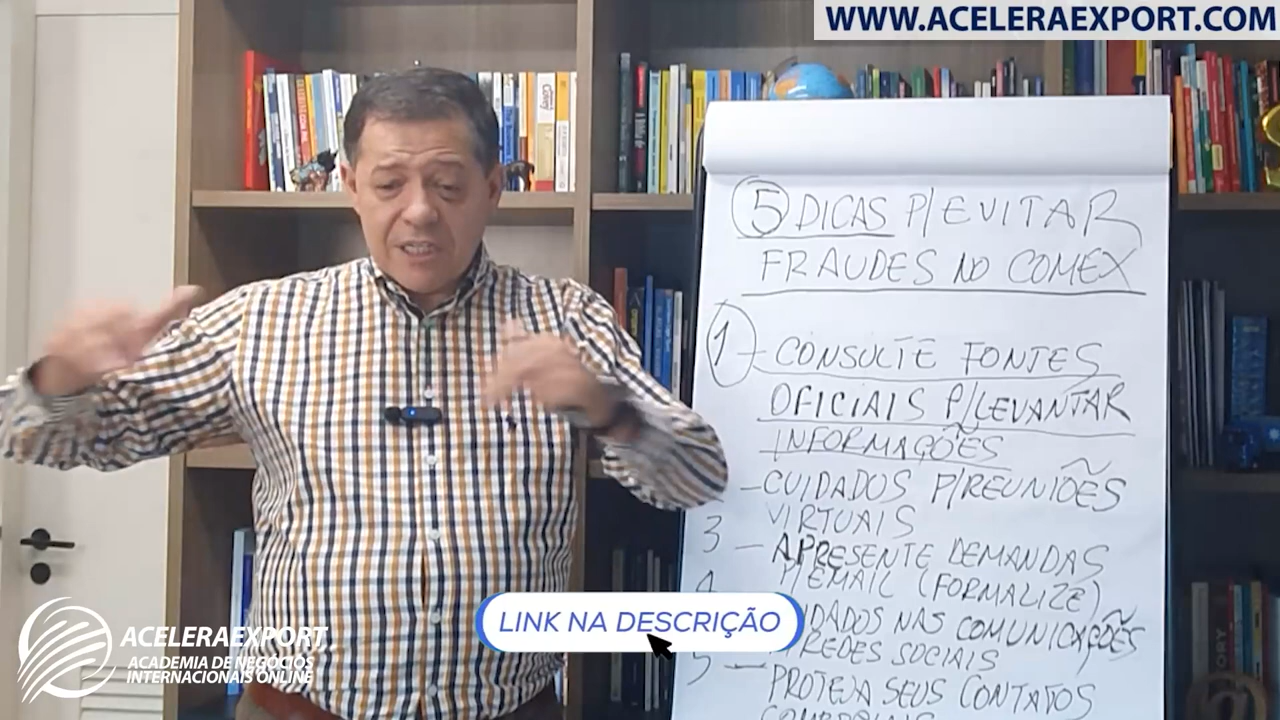 WWW.ACELERAEXPORT.COM
5 DICAS P/EVITAR
FRAUDES NO COMEX
1 - CONSULTE FONTES
OFICIAIS P/LEVANTAR
INFORMAÇÕES
- CUIDADOS P/REUNIÕES
VIRTUAIS
3 - APRESENTE DEMANDAS
P/EMAIL (FORMALIZE)
NAS COMUNICAÇÕES
REDES SOCIAIS
5 - PROTEJA SEUS CONTATOS
LINK NA DESCRIÇÃO
ACELERAEXPORT
ACADEMIA DE NEGÓCIOS
INTERNACIONAIS ONLINE